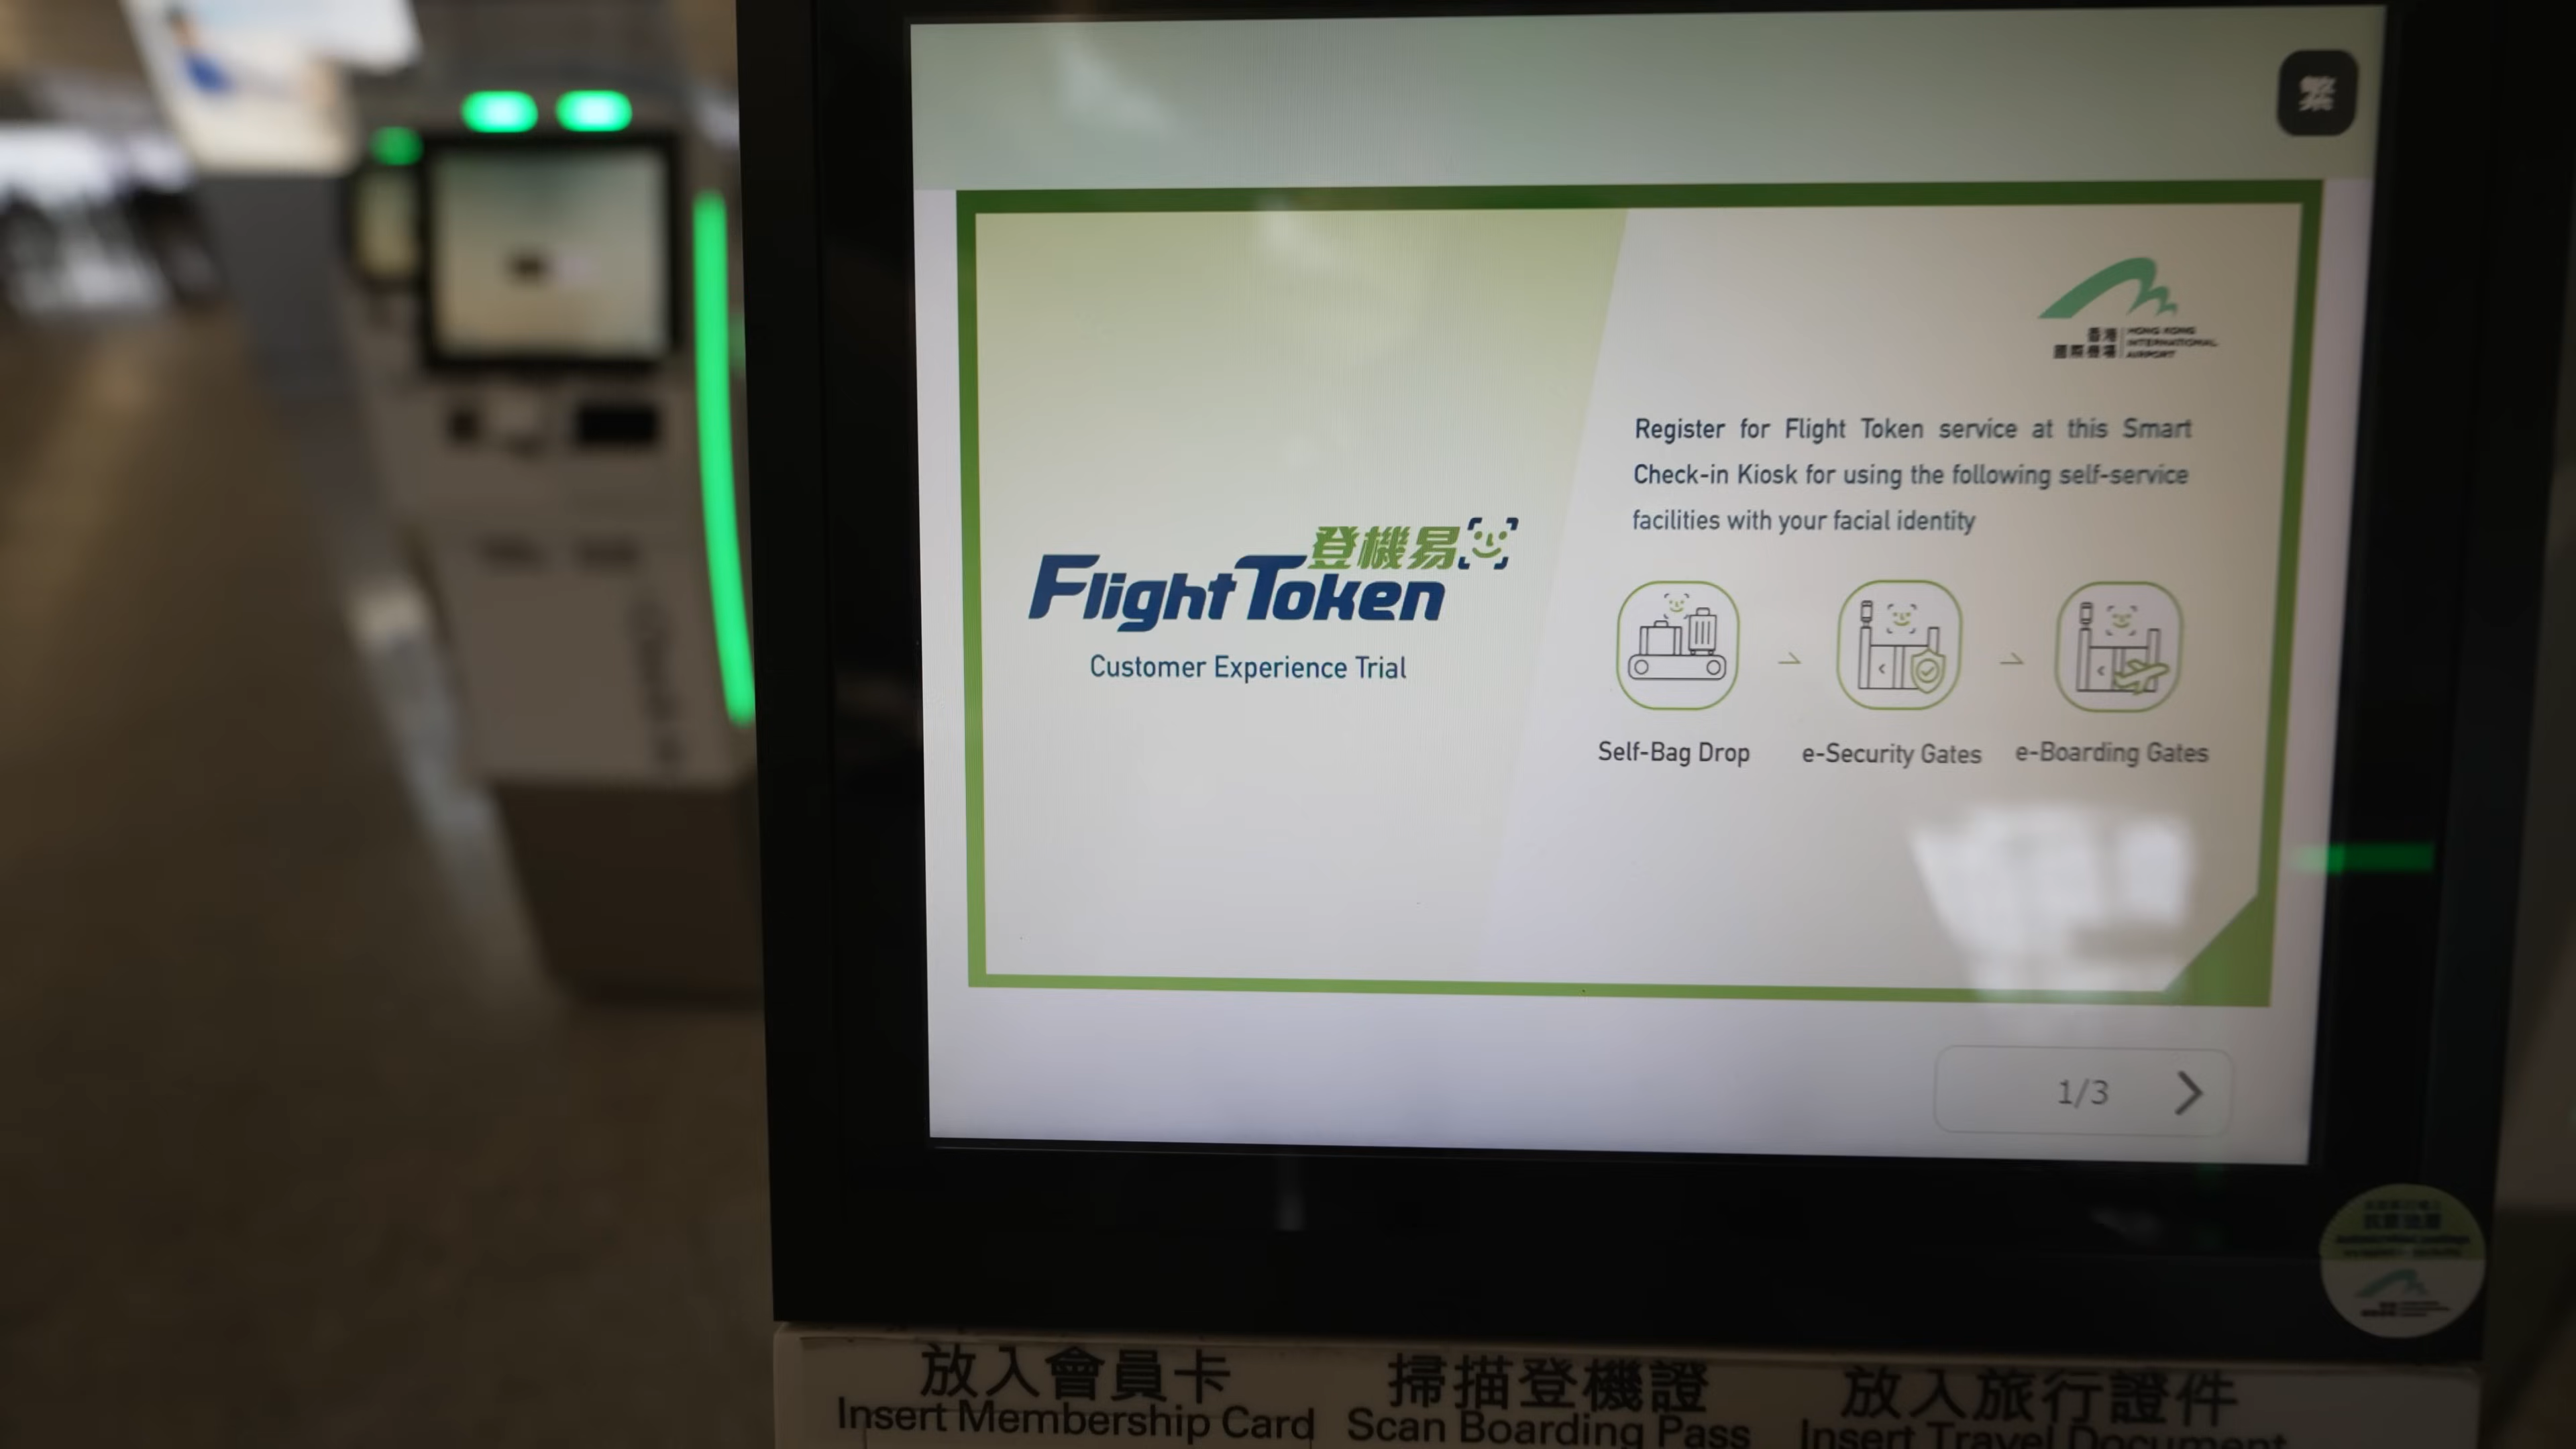 繁
香港
國際機場
HONG KONG
INTERNATIONAL
AIRPORT
Register for Flight Token service at this Smart
Check-in Kiosk for using the following self-service
facilities with your facial identity
登機易
Flight Token
Customer Experience Trial
Self-Bag Drop
e-Security Gates
e-Boarding Gates
1/3
放入會員卡
Insert Membership Card
掃描登機證
Scan Boarding Pass
放入旅行證件
Insert Travel Document